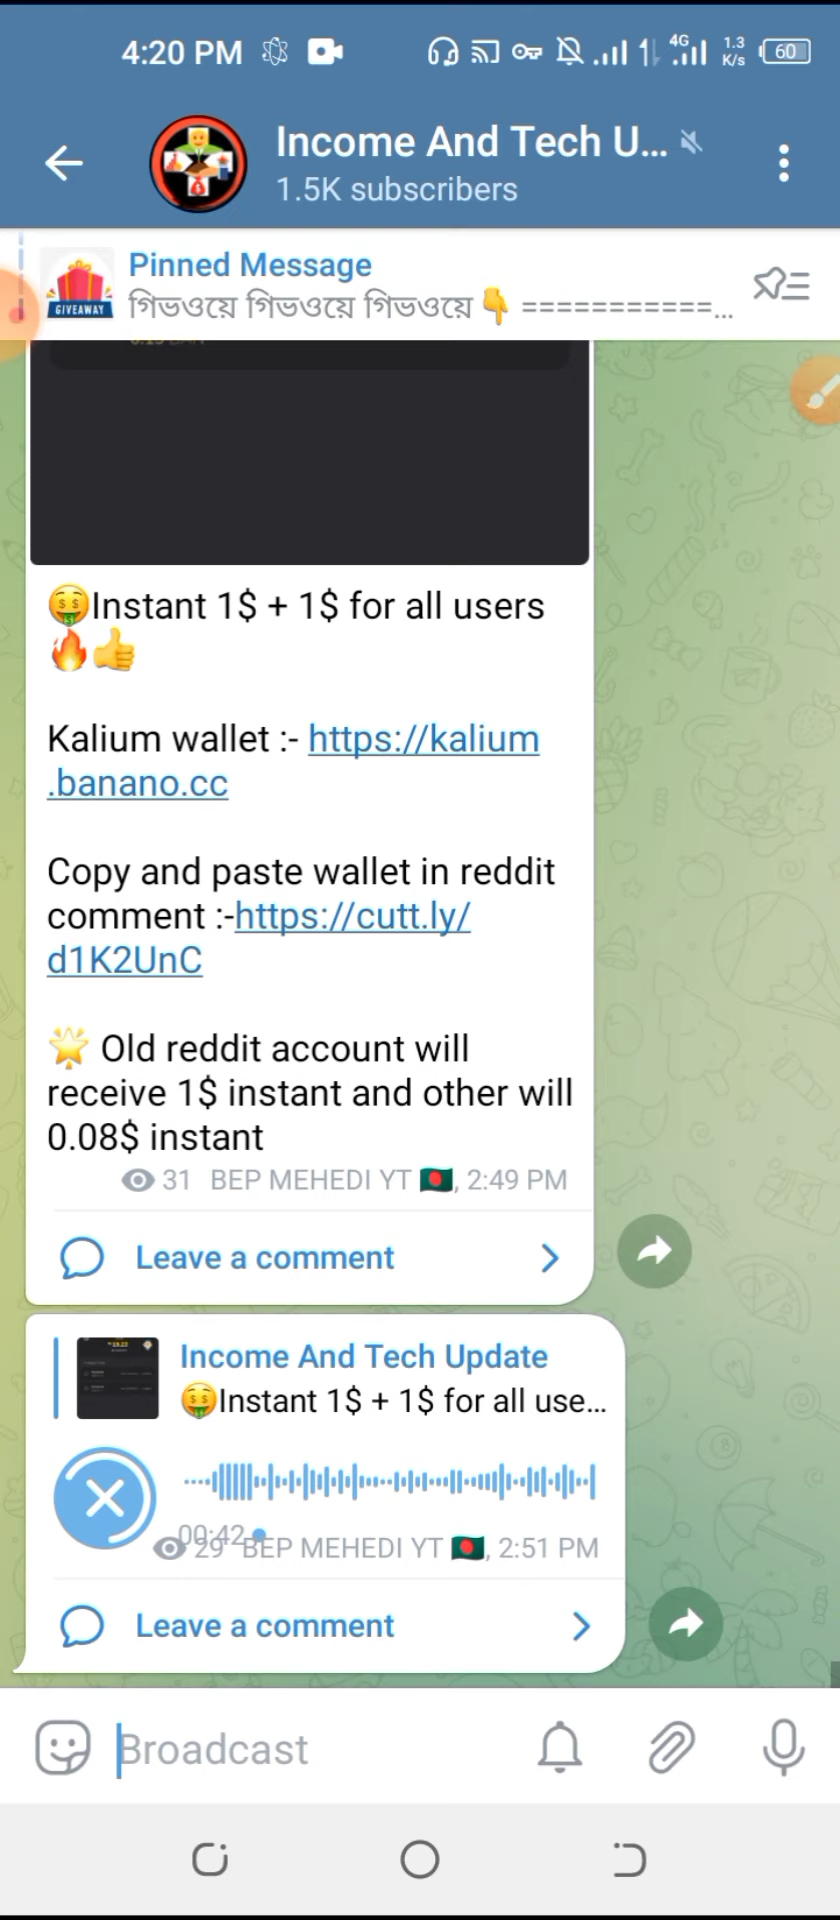 4:20 PM 4G 1.3 K/s 60
Income And Tech U...
1.5K subscribers
Pinned Message
GIVEAWAY
গিভওয়ে গিভওয়ে গিভওয়ে👇 ===========...
🤑Instant 1$ + 1$ for all users
🔥👍
Kalium wallet :- https://kalium
.banano.cc
Copy and paste wallet in reddit
comment :-https://cutt.ly/
d1K2UnC
🌟 Old reddit account will
receive 1$ instant and other will
0.08$ instant
31 BEP MEHEDI YT 🇧🇩, 2:49 PM
Leave a comment
Income And Tech Update
🤑Instant 1$ + 1$ for all use...
00:42
29 BEP MEHEDI YT 🇧🇩, 2:51 PM
Leave a comment
Broadcast